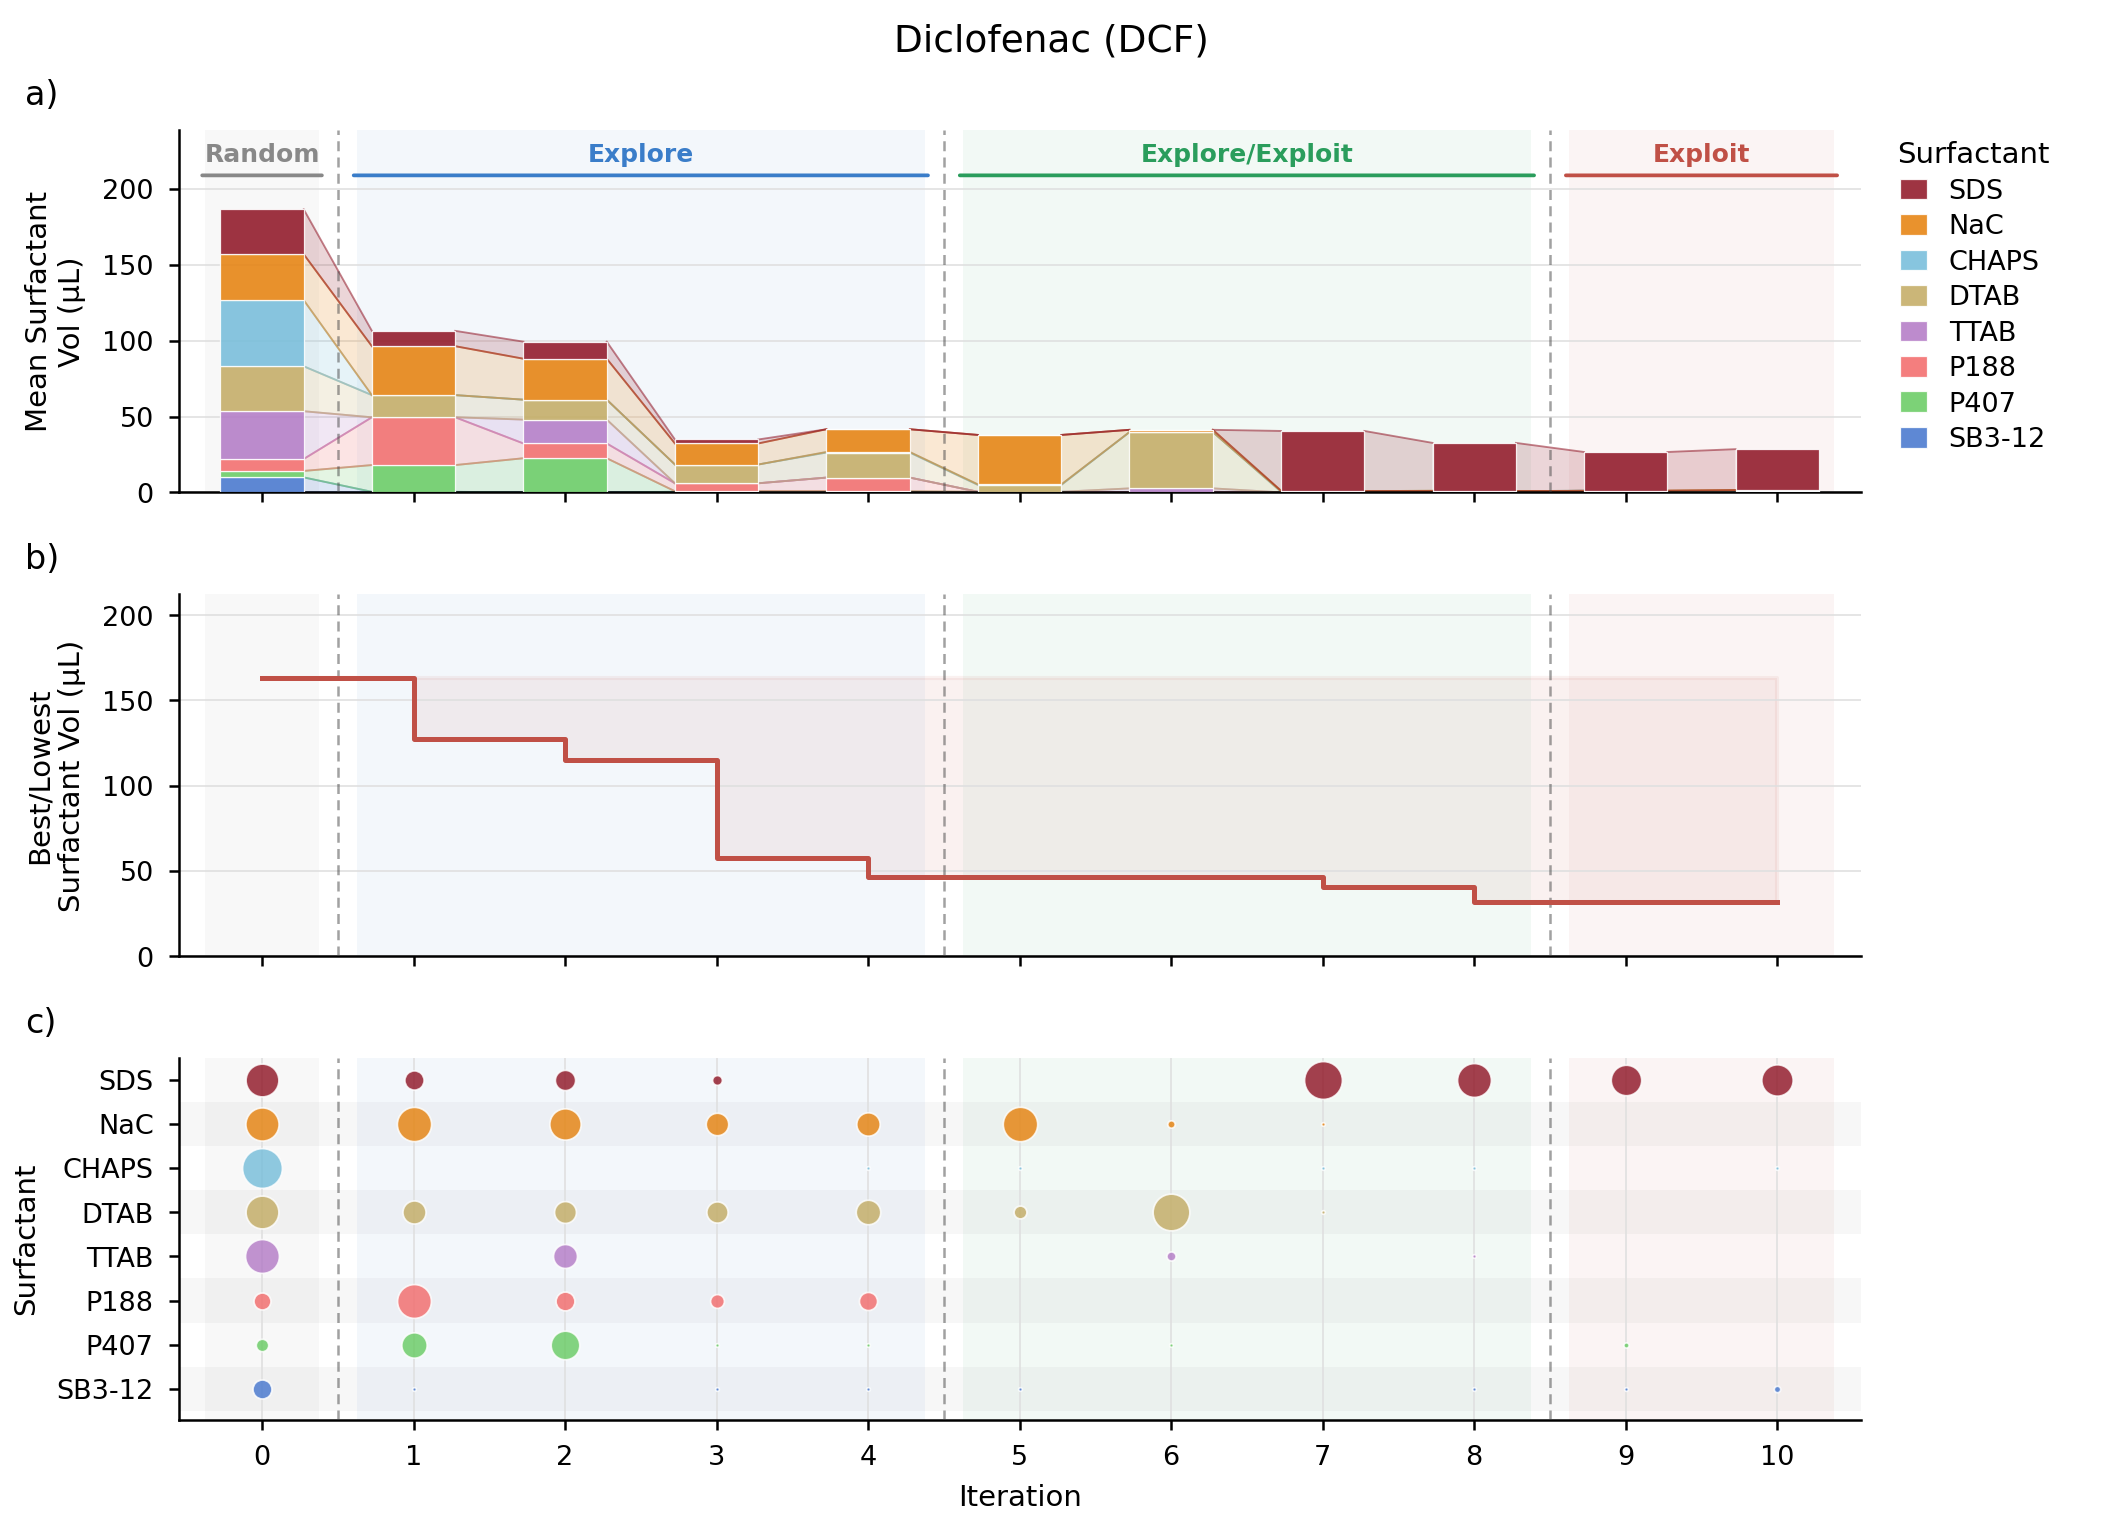 Diclofenac (DCF)
a)
Random
Explore
Explore/Exploit
Exploit
Mean Surfactant
Vol (µL)
200
150
100
50
0
Surfactant
SDS
NaC
CHAPS
DTAB
TTAB
P188
P407
SB3-12
b)
Best/Lowest
Surfactant Vol (µL)
200
150
100
50
0
c)
Surfactant
SDS
NaC
CHAPS
DTAB
TTAB
P188
P407
SB3-12
0 1 2 3 4 5 6 7 8 9 10
Iteration